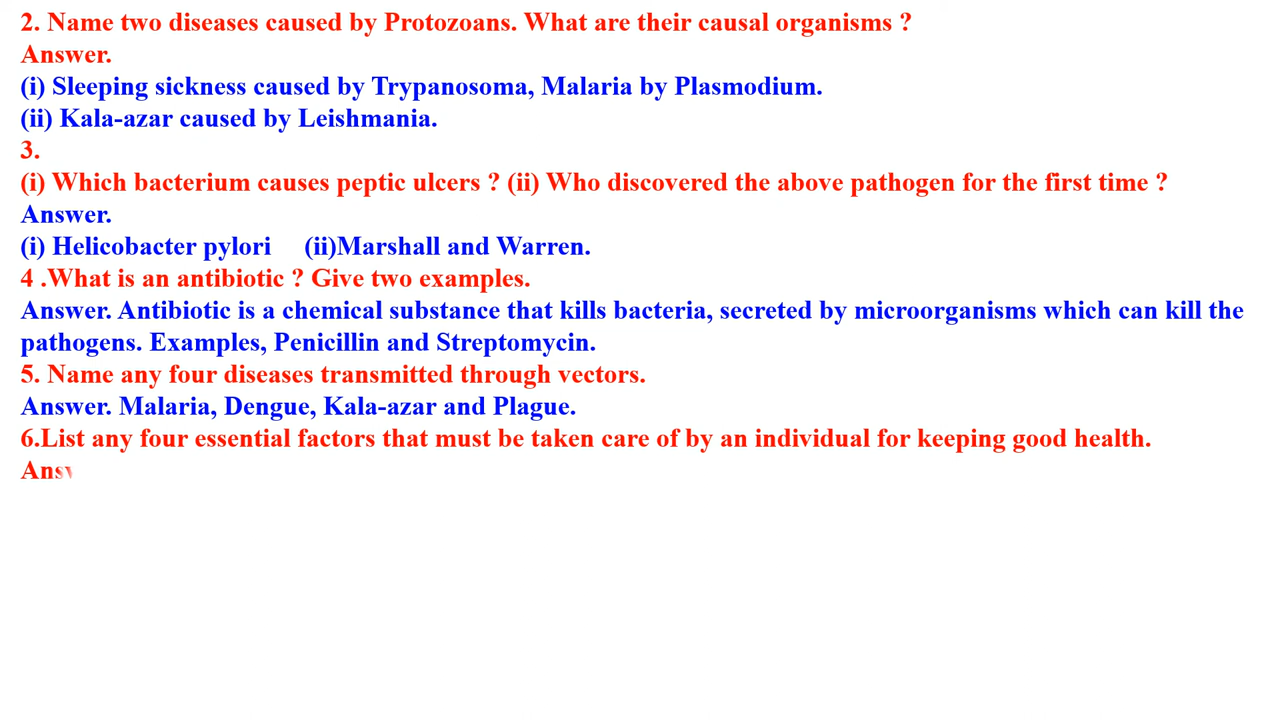 2. Name two diseases caused by Protozoans. What are their causal organisms ?
Answer.
(i) Sleeping sickness caused by Trypanosoma, Malaria by Plasmodium.
(ii) Kala-azar caused by Leishmania.
3.
(i) Which bacterium causes peptic ulcers ? (ii) Who discovered the above pathogen for the first time ?
Answer.
(i) Helicobacter pylori (ii)Marshall and Warren.
4 .What is an antibiotic ? Give two examples.
Answer. Antibiotic is a chemical substance that kills bacteria, secreted by microorganisms which can kill the
pathogens. Examples, Penicillin and Streptomycin.
5. Name any four diseases transmitted through vectors.
Answer. Malaria, Dengue, Kala-azar and Plague.
6.List any four essential factors that must be taken care of by an individual for keeping good health.